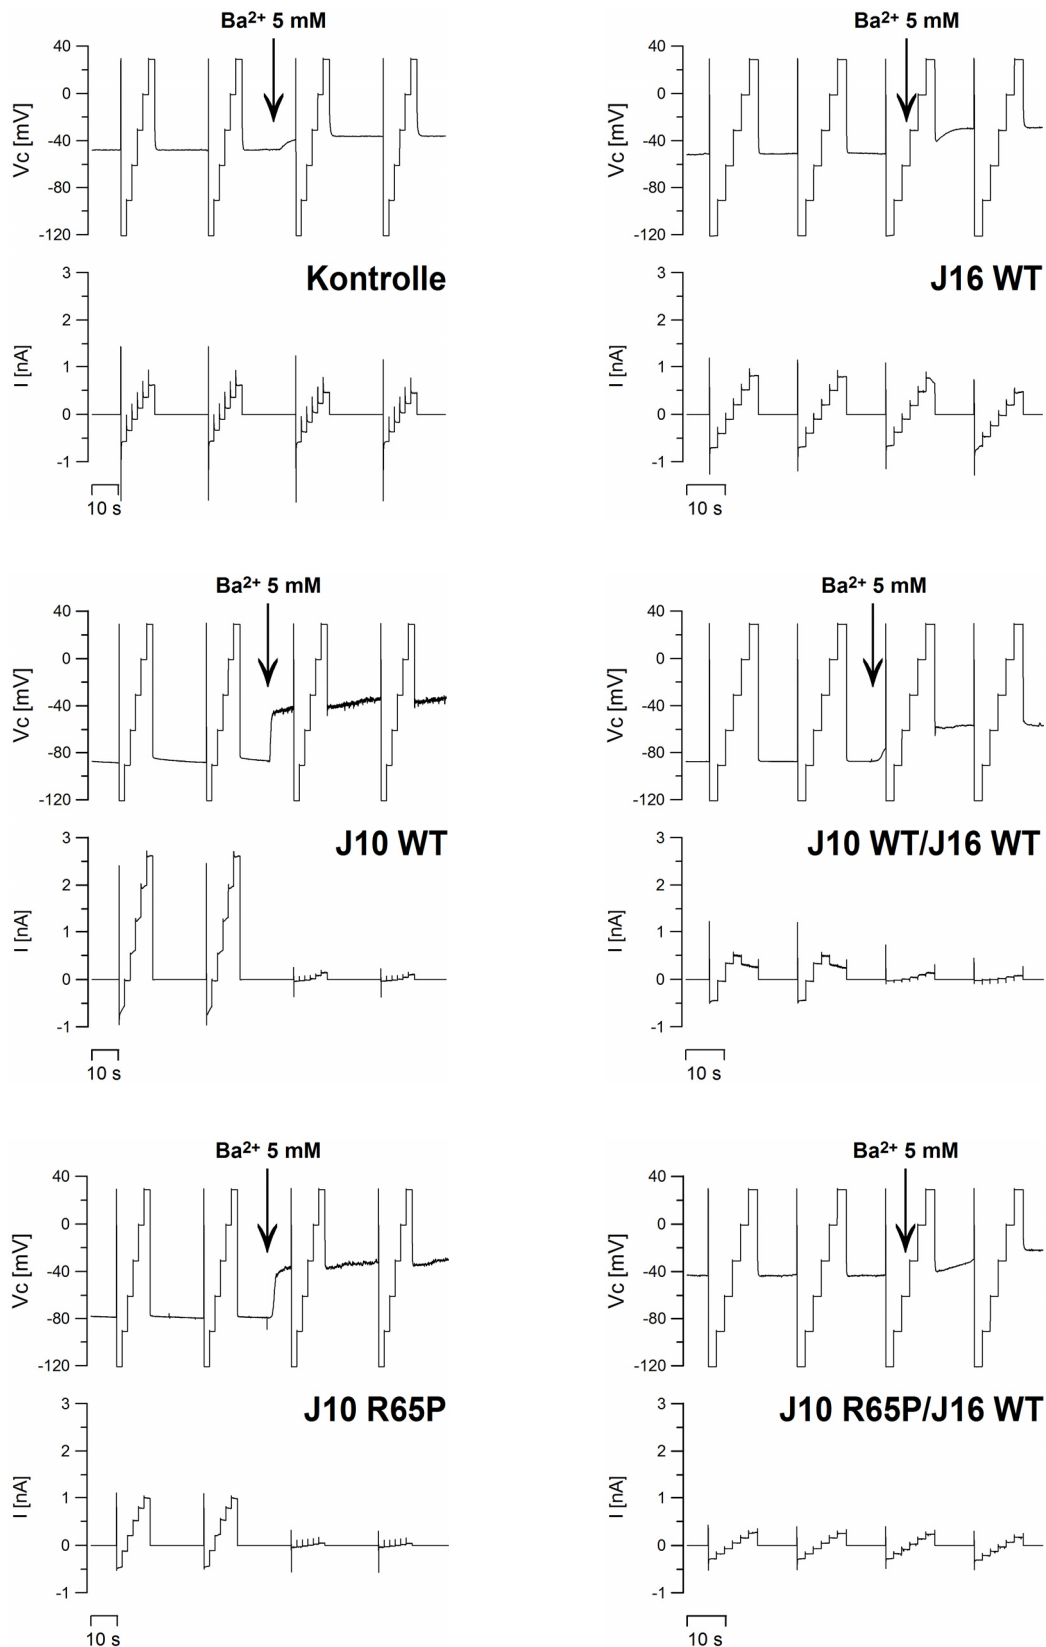 Ba²⁺ 5 mM
40
0
-40
-80
-120
Vc [mV]
Kontrolle
3
2
1
0
-1
I [nA]
10 s
Ba²⁺ 5 mM
40
0
-40
-80
-120
Vc [mV]
J16 WT
3
2
1
0
-1
I [nA]
10 s
Ba²⁺ 5 mM
40
0
-40
-80
-120
Vc [mV]
J10 WT
3
2
1
0
-1
I [nA]
10 s
Ba²⁺ 5 mM
40
0
-40
-80
-120
Vc [mV]
J10 WT/J16 WT
3
2
1
0
-1
I [nA]
10 s
Ba²⁺ 5 mM
40
0
-40
-80
-120
Vc [mV]
J10 R65P
3
2
1
0
-1
I [nA]
10 s
Ba²⁺ 5 mM
40
0
-40
-80
-120
Vc [mV]
J10 R65P/J16 WT
3
2
1
0
-1
I [nA]
10 s